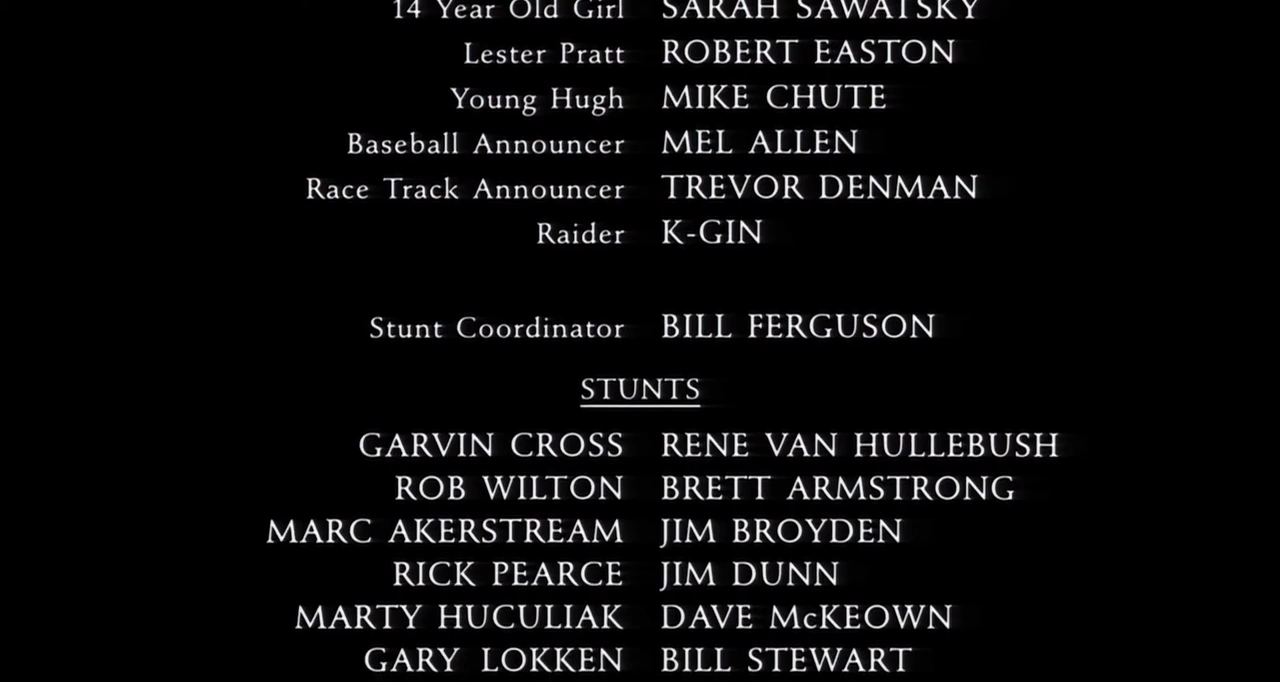 14 Year Old Girl SARAH SAWATSKY
Lester Pratt ROBERT EASTON
Young Hugh MIKE CHUTE
Baseball Announcer MEL ALLEN
Race Track Announcer TREVOR DENMAN
Raider K-GIN
Stunt Coordinator BILL FERGUSON
STUNTS
GARVIN CROSS RENE VAN HULLEBUSH
ROB WILTON BRETT ARMSTRONG
MARC AKERSTREAM JIM BROYDEN
RICK PEARCE JIM DUNN
MARTY HUCULIAK DAVE McKEOWN
GARY LOKKEN BILL STEWART